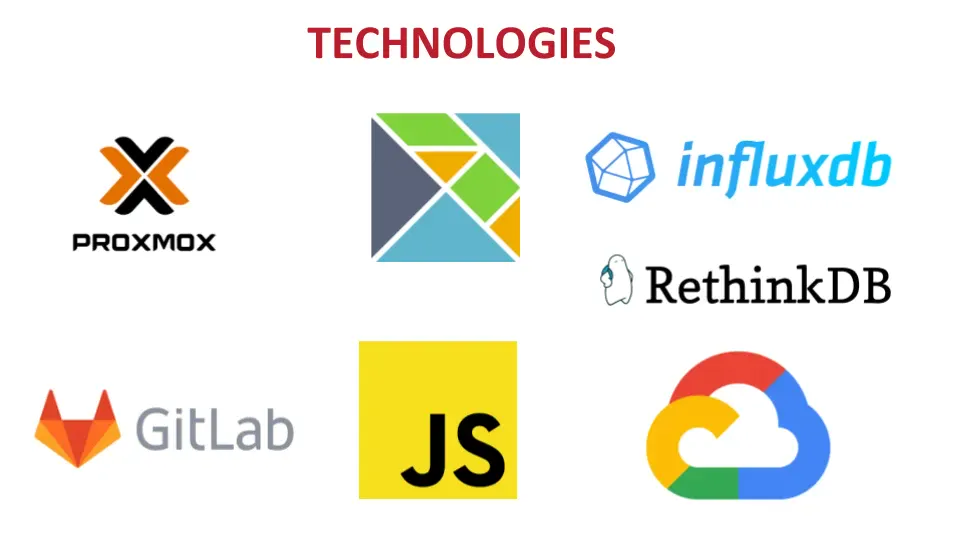 TECHNOLOGIES
PROXMOX
influxdb
RethinkDB
GitLab
JS